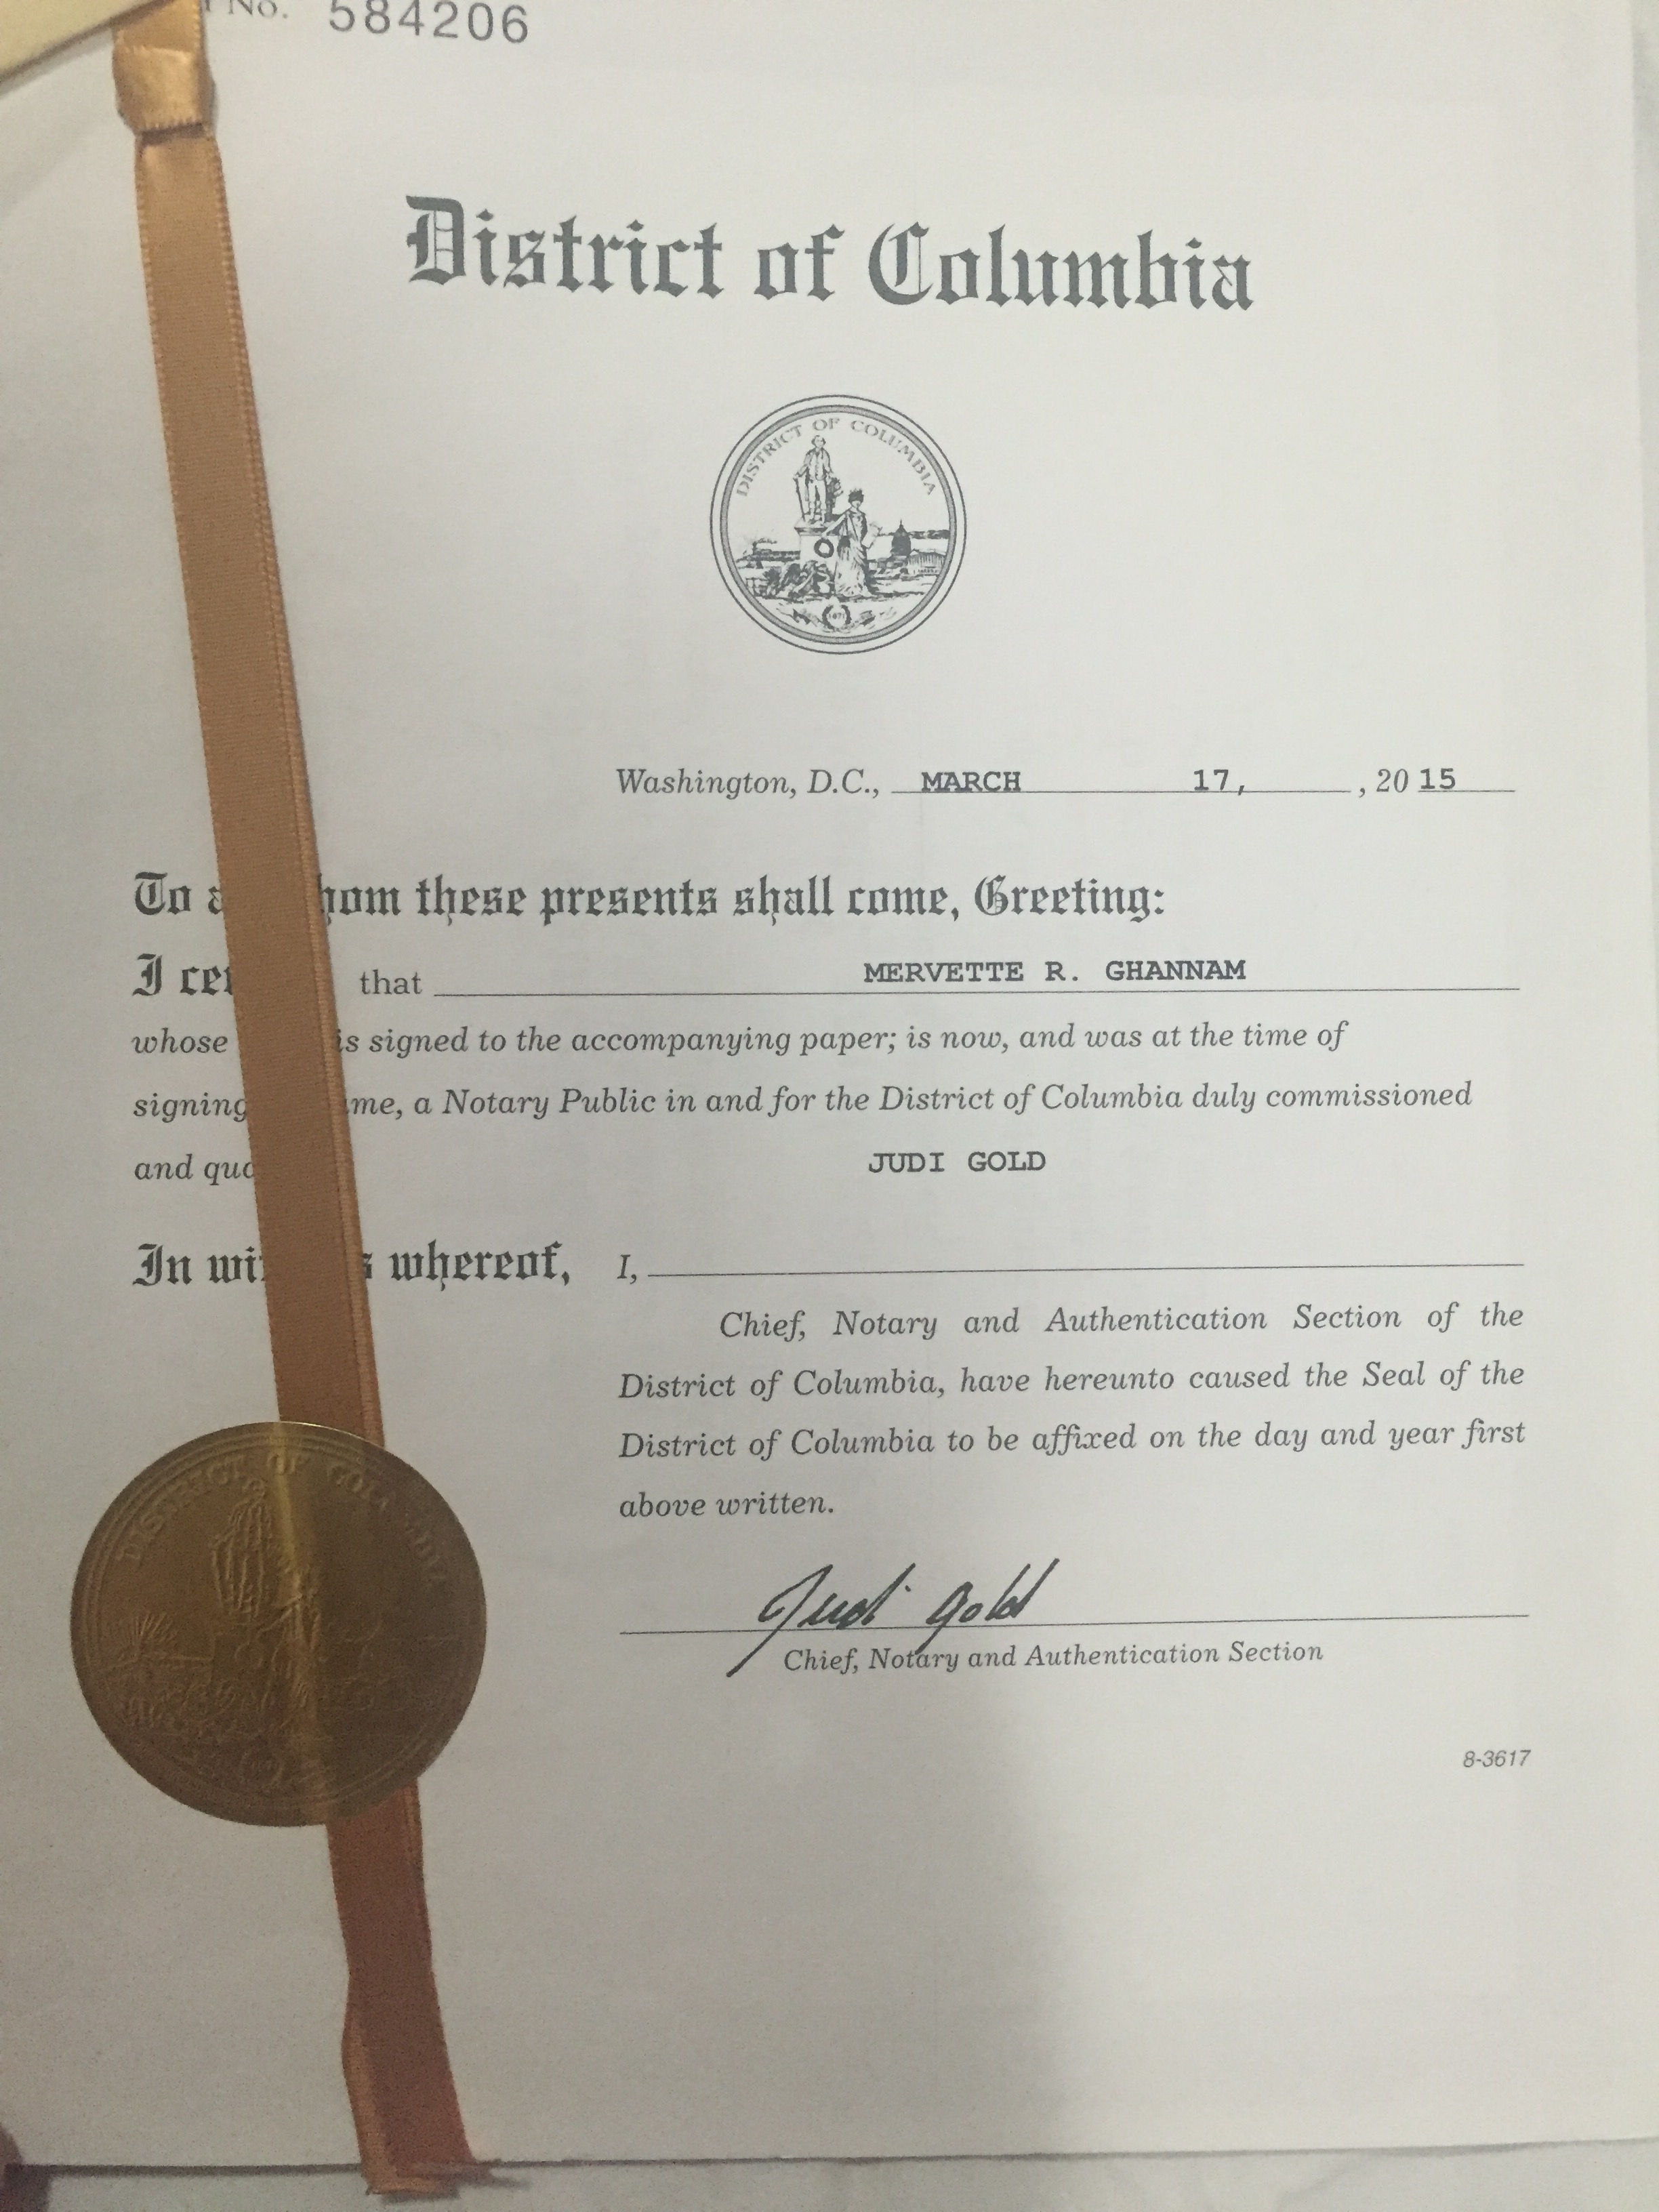 No. 584206
District of Columbia
DISTRICT OF COLUMBIA
Washington, D.C., MARCH 17, , 20 15
To a hom these presents shall come, Greeting:
I cer that MERVETTE R. GHANNAM
whose is signed to the accompanying paper; is now, and was at the time of
signing me, a Notary Public in and for the District of Columbia duly commissioned
and qua
JUDI GOLD
In wi s whereof, I,
Chief, Notary and Authentication Section of the
District of Columbia, have hereunto caused the Seal of the
District of Columbia to be affixed on the day and year first
above written.
DISTRICT OF COLUMBIA
Judi Gold
Chief, Notary and Authentication Section
8-3617